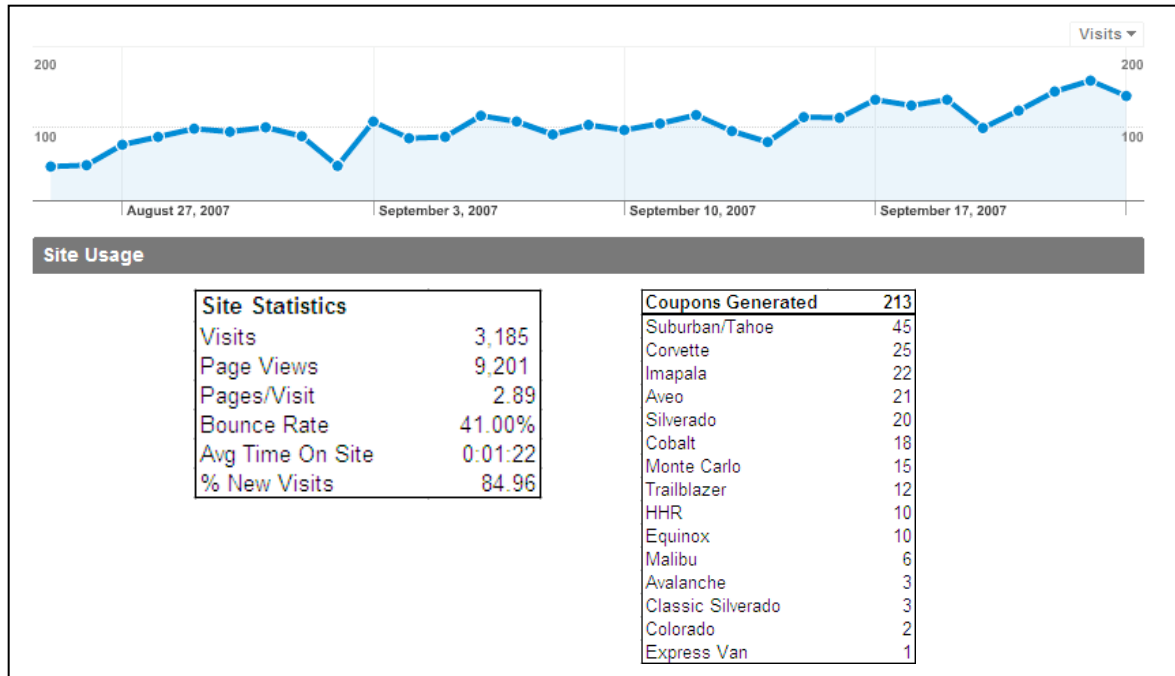 Visits ▾
200 200
100 100
August 27, 2007 September 3, 2007 September 10, 2007 September 17, 2007
Site Usage
Site Statistics
Visits 3,185
Page Views 9,201
Pages/Visit 2.89
Bounce Rate 41.00%
Avg Time On Site 0:01:22
% New Visits 84.96
Coupons Generated 213
Suburban/Tahoe 45
Corvette 25
Imapala 22
Aveo 21
Silverado 20
Cobalt 18
Monte Carlo 15
Trailblazer 12
HHR 10
Equinox 10
Malibu 6
Avalanche 3
Classic Silverado 3
Colorado 2
Express Van 1